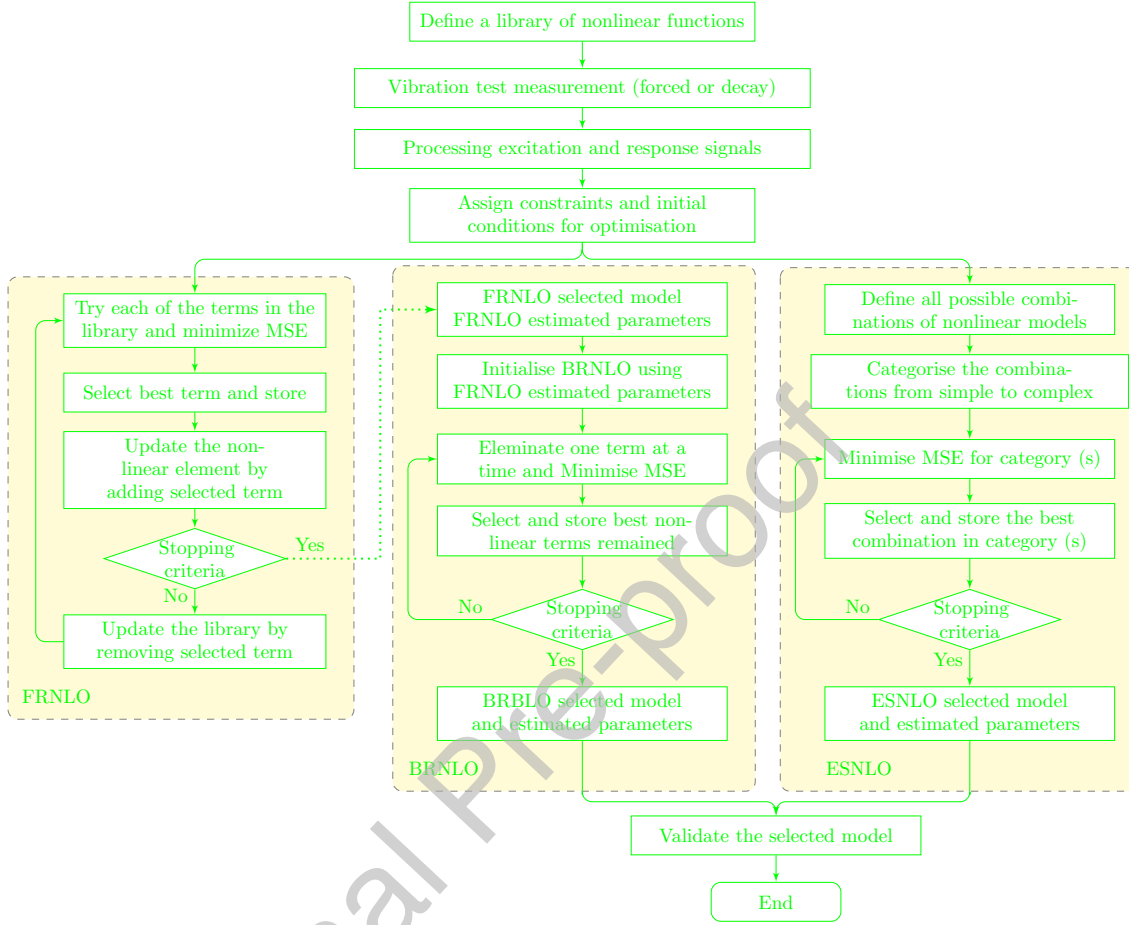 Define a library of nonlinear functions
Vibration test measurement (forced or decay)
Processing excitation and response signals
Assign constraints and initial
conditions for optimisation
Try each of the terms in the
library and minimize MSE
Select best term and store
Update the non-
linear element by
adding selected term
Stopping
criteria
Yes
No
Update the library by
removing selected term
FRNLO
FRNLO selected model
FRNLO estimated parameters
Initialise BRNLO using
FRNLO estimated parameters
Eleminate one term at a
time and Minimise MSE
Select and store best non-
linear terms remained
Stopping
criteria
No
Yes
BRBLO selected model
and estimated parameters
BRNLO
Define all possible combi-
nations of nonlinear models
Categorise the combina-
tions from simple to complex
Minimise MSE for category (s)
Select and store the best
combination in category (s)
Stopping
criteria
No
Yes
ESNLO selected model
and estimated parameters
ESNLO
Validate the selected model
End
Pre-proof